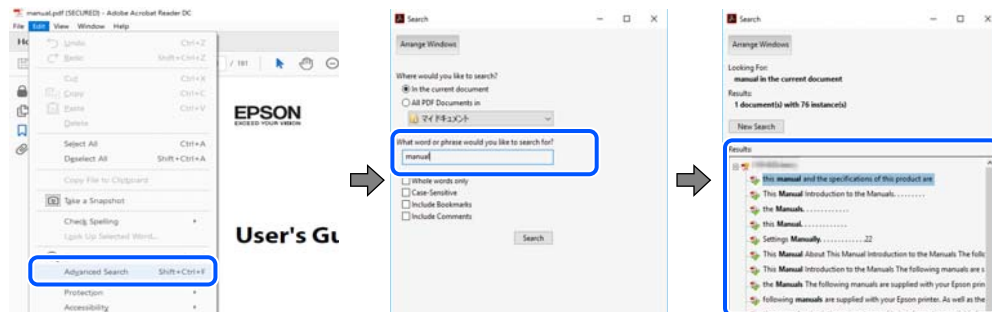 manual.pdf (SECURED) - Adobe Acrobat Reader DC
File Edit View Window Help
Undo Ctrl+Z
Redo Shift+Ctrl+Z
Cut Ctrl+X
Copy Ctrl+C
Paste Ctrl+V
Delete
Select All Ctrl+A
Deselect All Shift+Ctrl+A
Copy File to Clipboard
Take a Snapshot
Check Spelling
Look Up Selected Word...
Advanced Search Shift+Ctrl+F
Protection
Accessibility
/ 181
EPSON
EXCEED YOUR VISION
User's Gu
Search
Arrange Windows
Where would you like to search?
In the current document
All PDF Documents in
マイ ドキュメント
What word or phrase would you like to search for?
manual
Whole words only
Case-Sensitive
Include Bookmarks
Include Comments
Search
Search
Arrange Windows
Looking For:
manual in the current document
Results:
1 document(s) with 76 instance(s)
New Search
Results:
this manual and the specifications of this product are
This Manual Introduction to the Manuals. . . . . . . . .
the Manuals. . . . . . . . . . . .
this Manual. . . . . . . . . . . .
Settings Manually. . . . . . . . . . . . .22
This Manual About This Manual Introduction to the Manuals The follo
This Manual Introduction to the Manuals The following manuals are s
the Manuals The following manuals are supplied with your Epson prin
following manuals are supplied with your Epson printer. As well as the